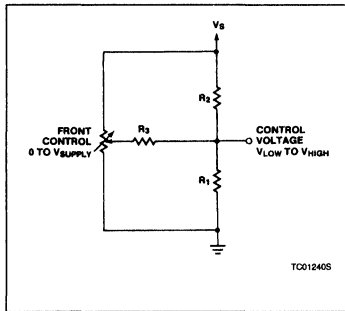 VS
R2
FRONT
CONTROL
0 TO VSUPPLY
R3
CONTROL
VOLTAGE
VLOW TO VHIGH
R1
TC01240S